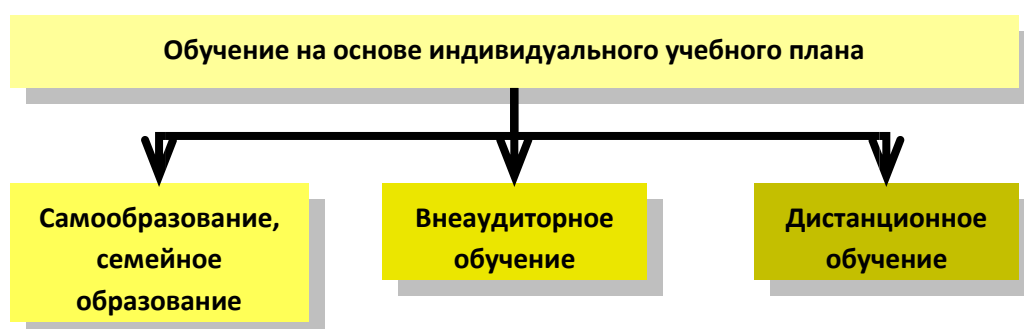 Обучение на основе индивидуального учебного плана
Самообразование,
семейное
образование
Внеаудиторное
обучение
Дистанционное
обучение